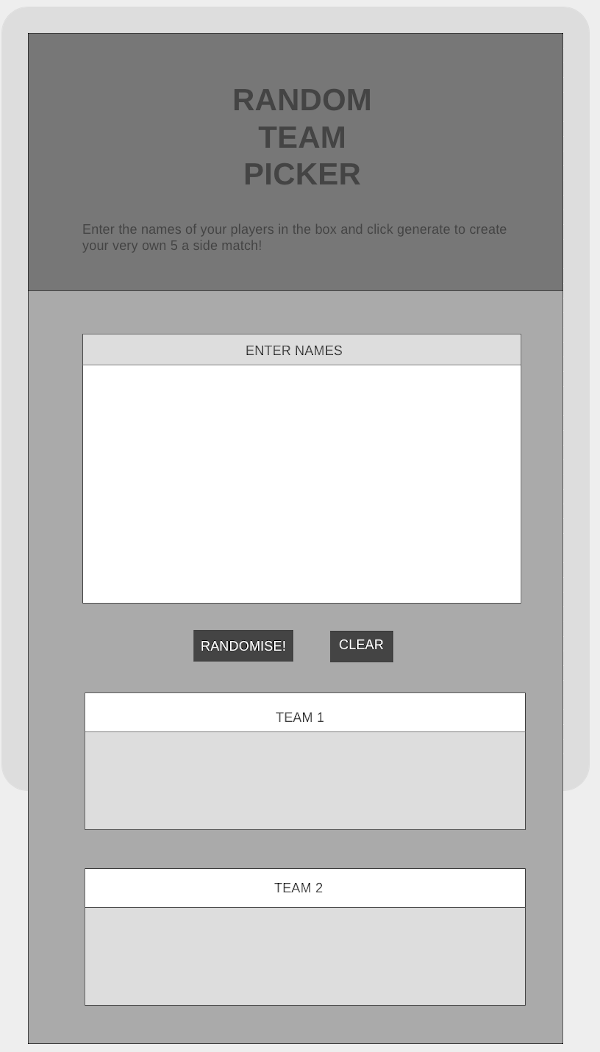 RANDOM
TEAM
PICKER
Enter the names of your players in the box and click generate to create
your very own 5 a side match!
ENTER NAMES
RANDOMISE!
CLEAR
TEAM 1
TEAM 2